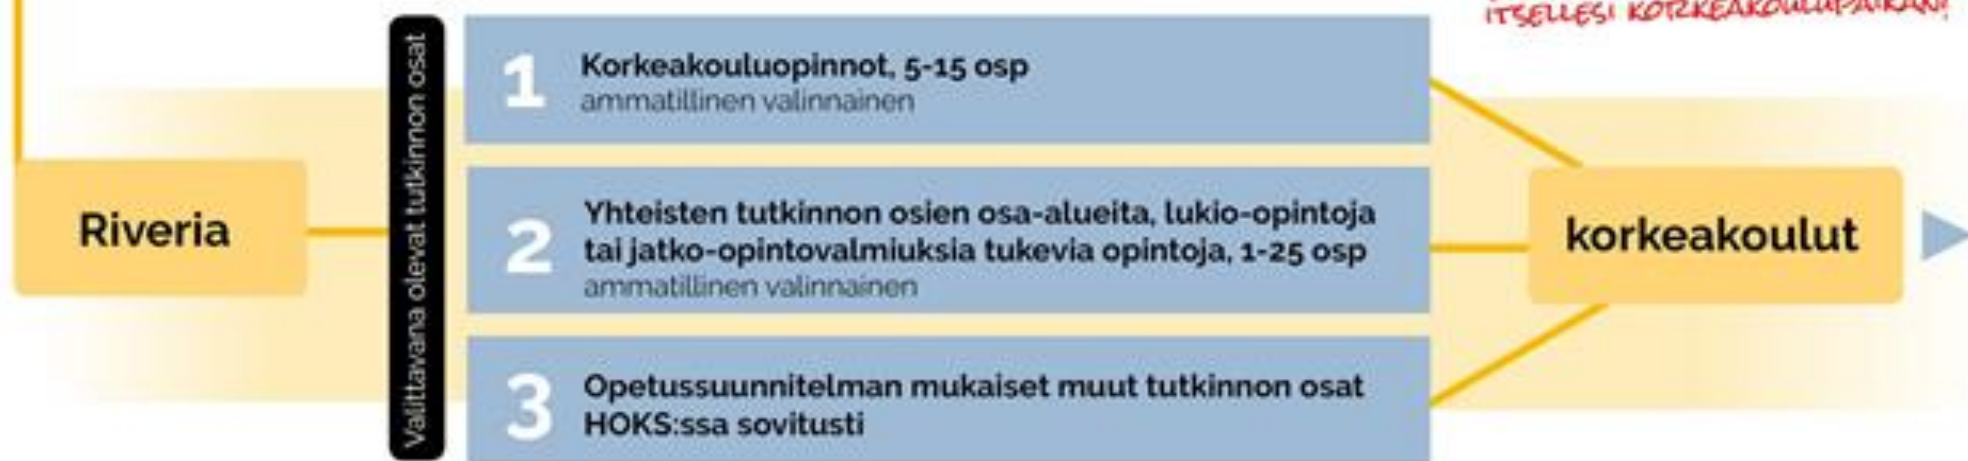 ITSELLESI KORKEAKOULUPAIKAN!
Riveria
Valittavana olevat tutkinnon osat
1
Korkeakouluopinnot, 5-15 osp
ammatillinen valinnainen
2
Yhteisten tutkinnon osien osa-alueita, lukio-opintoja
tai jatko-opintovalmiuksia tukevia opintoja, 1-25 osp
ammatillinen valinnainen
3
Opetussuunnitelman mukaiset muut tutkinnon osat
HOKS:ssa sovitusti
korkeakoulut